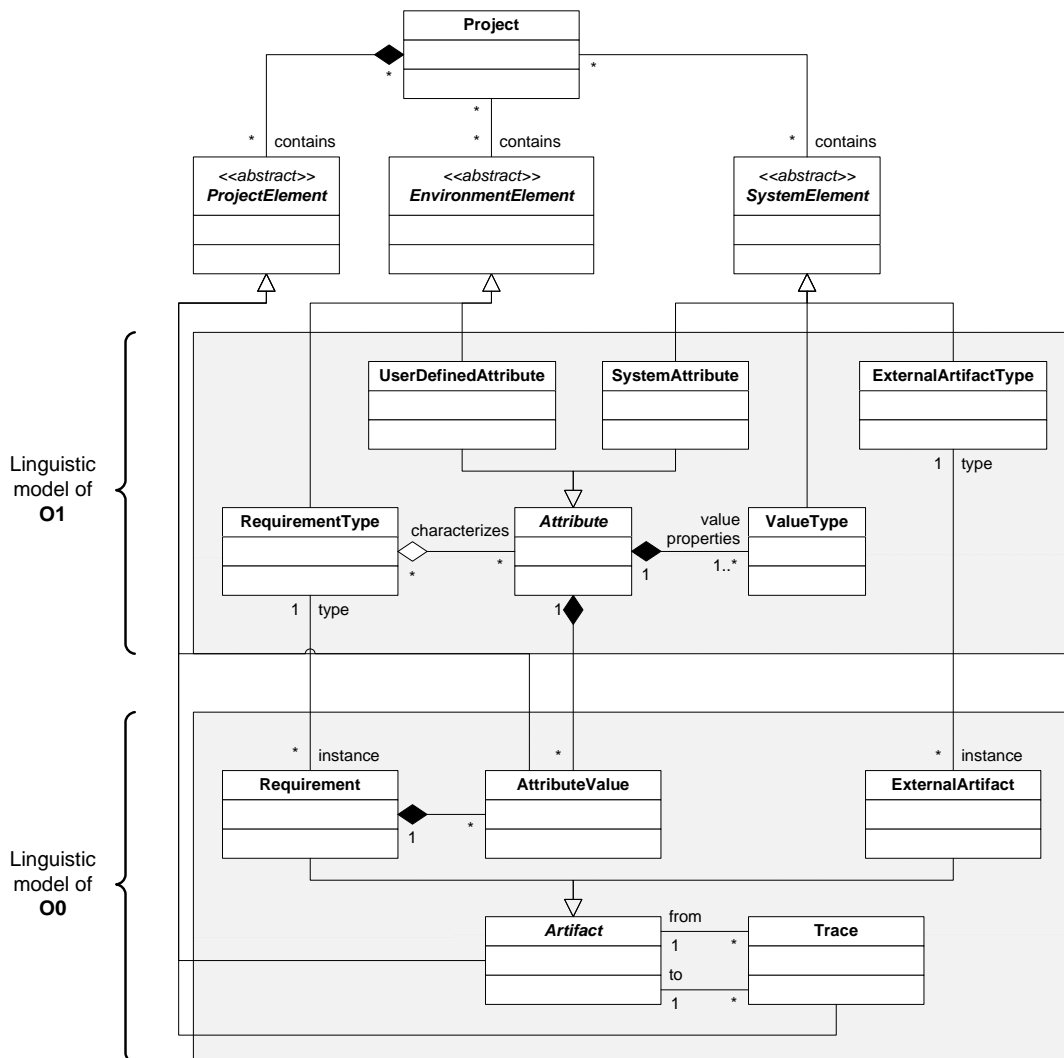 Project
*
*
*
*
*
*
contains
contains
contains
<<abstract>>
ProjectElement
<<abstract>>
EnvironmentElement
<<abstract>>
SystemElement
UserDefinedAttribute
SystemAttribute
ExternalArtifactType
Linguistic
model of
O1
1
type
RequirementType
characterizes
*
*
Attribute
1
value
properties
1..*
ValueType
1
type
1
*
instance
*
*
instance
Requirement
1
*
AttributeValue
ExternalArtifact
Linguistic
model of
O0
Artifact
from
1
*
to
1
*
Trace